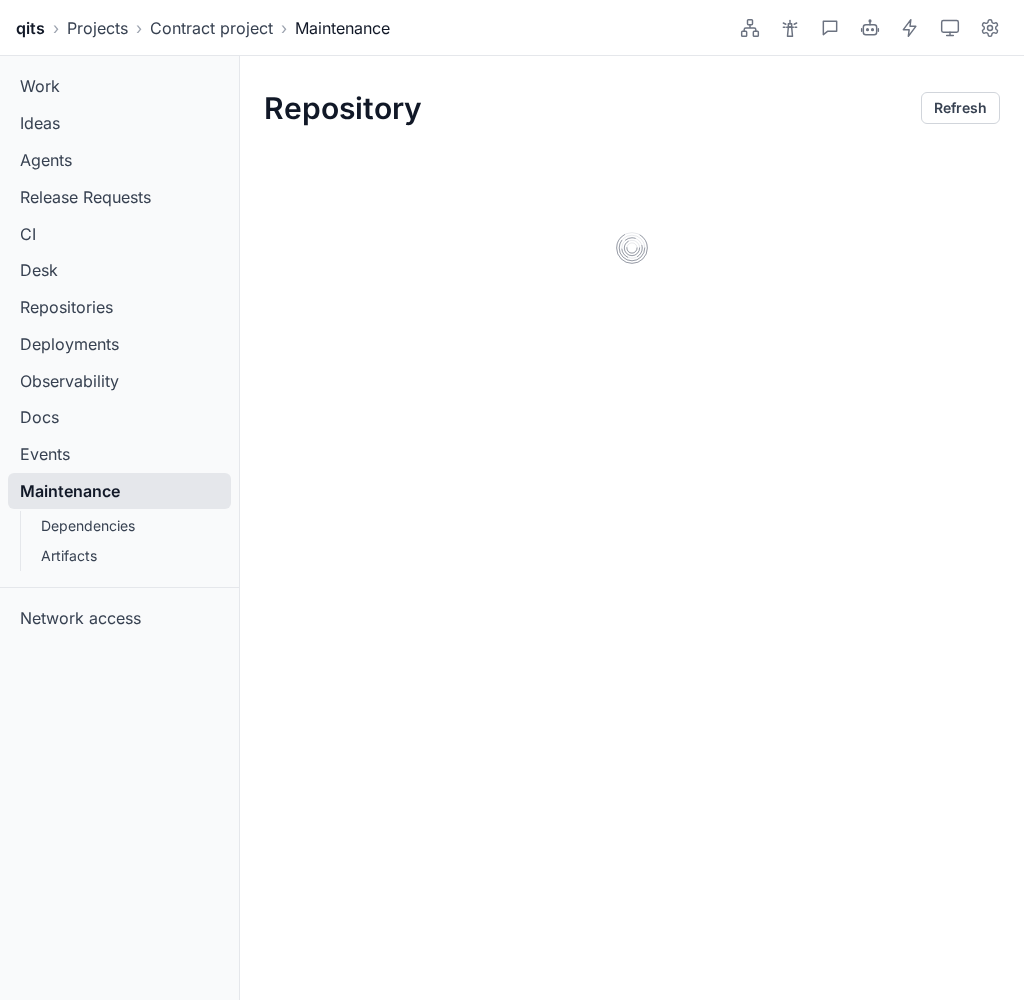 qits › Projects › Contract project › Maintenance
Work
Ideas
Agents
Release Requests
CI
Desk
Repositories
Deployments
Observability
Docs
Events
Maintenance
Dependencies
Artifacts
Network access
Repository
Refresh